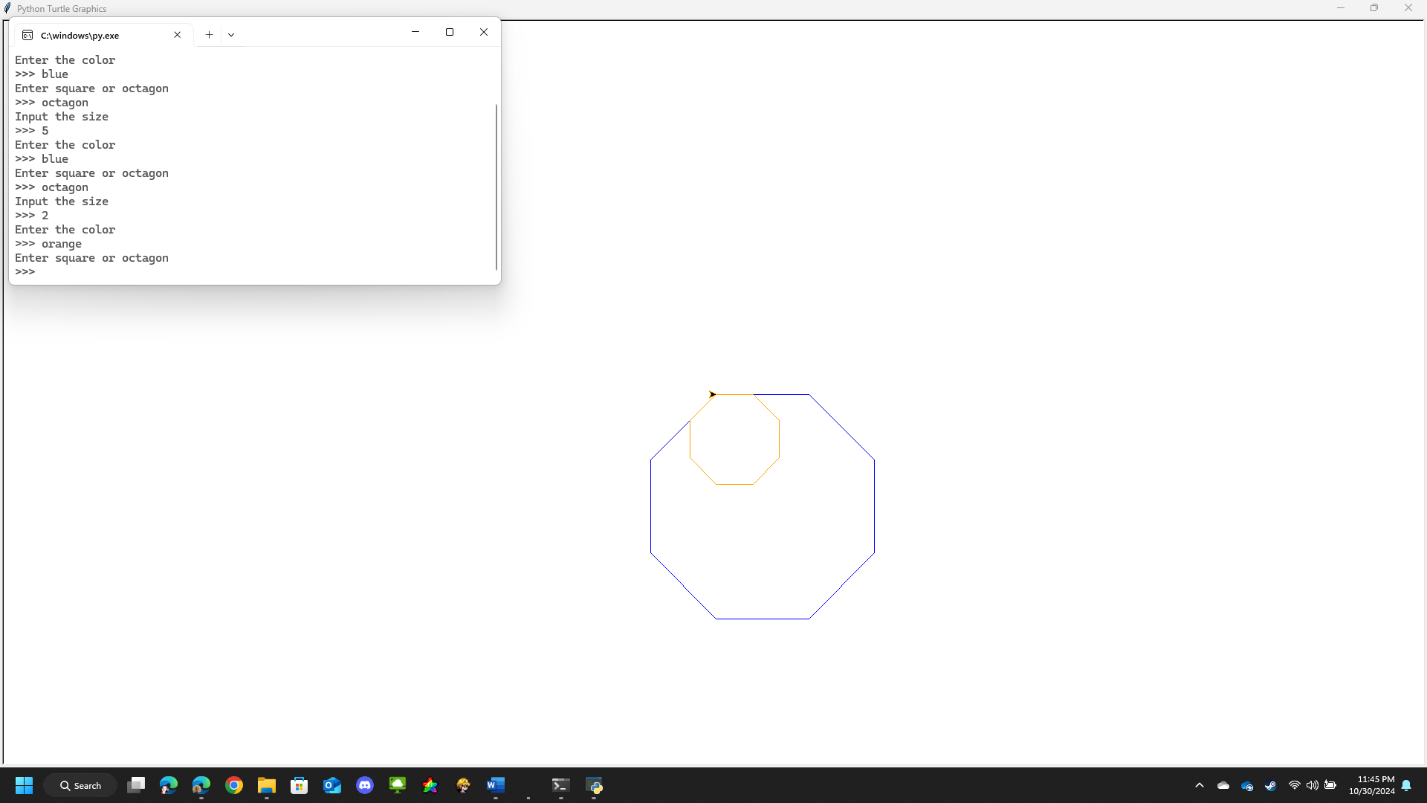 Python Turtle Graphics
C:\windows\py.exe
Enter the color
>>> blue
Enter square or octagon
>>> octagon
Input the size
>>> 5
Enter the color
>>> blue
Enter square or octagon
>>> octagon
Input the size
>>> 2
Enter the color
>>> orange
Enter square or octagon
>>>
Search
11:45 PM
10/30/2024